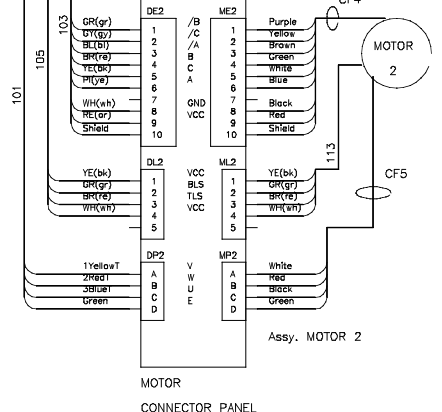 CF4
DE2 ME2
103
GR(gr) 1 /B 1 Purple
GY(gy) 2 /C 2 Yellow
BL(bl) 3 /A 3 Brown
BR(re) 4 B 4 Green
YE(bk) 5 C 5 White
PI(ye) 6 A 6 Blue
7 GND 7
WH(wh) 8 VCC 8 Black
RE(or) 9 9 Red
Shield 10 10 Shield
MOTOR
2
105
101
113
CF5
DL2 ML2
YE(bk) 1 VCC 1 YE(bk)
GR(gr) 2 BLS 2 GR(gr)
BR(re) 3 TLS 3 BR(re)
WH(wh) 4 VCC 4 WH(wh)
5 5
DP2 MP2
1YellowT A V A White
2RedT B W B Red
3BlueT C U C Black
Green D E D Green
Assy. MOTOR 2
MOTOR
CONNECTOR PANEL